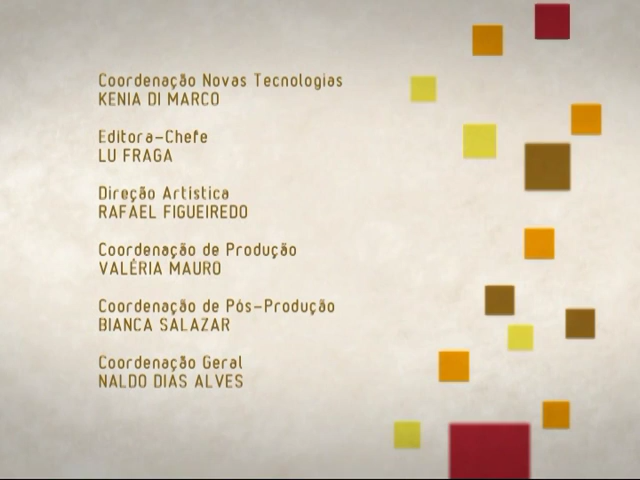 Coordenação Novas Tecnologias
KENIA DI MARCO
Editora-Chefe
LU FRAGA
Direção Artística
RAFAEL FIGUEIREDO
Coordenação de Produção
VALÉRIA MAURO
Coordenação de Pós-Produção
BIANCA SALAZAR
Coordenação Geral
NALDO DIAS ALVES